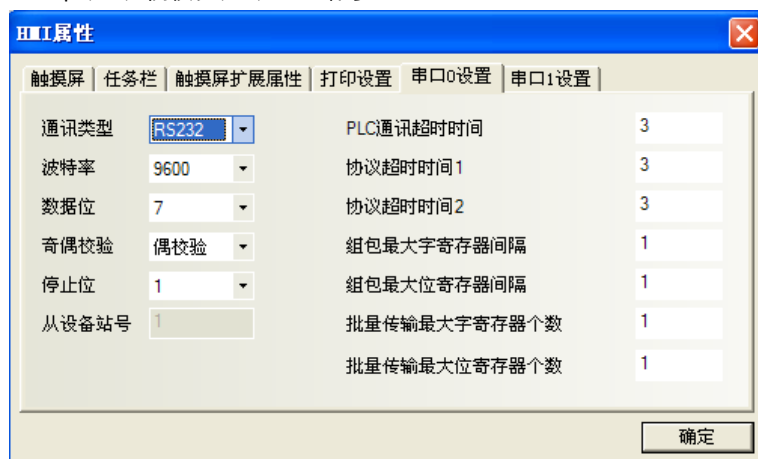 HMI属性
触摸屏 任务栏 触摸屏扩展属性 打印设置 串口0设置 串口1设置
通讯类型 RS232 PLC通讯超时时间 3
波特率 9600 协议超时时间1 3
数据位 7 协议超时时间2 3
奇偶校验 偶校验 组包最大字寄存器间隔 1
停止位 1 组包最大位寄存器间隔 1
从设备站号 1 批量传输最大字寄存器个数 1
批量传输最大位寄存器个数 1
确定